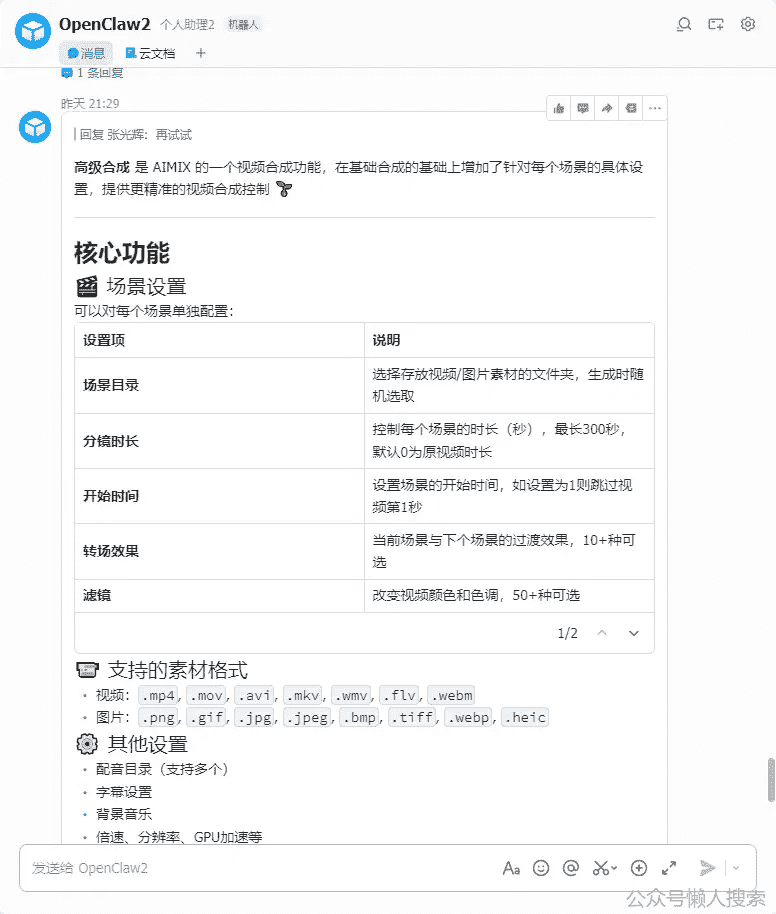 OpenClaw2 个人助理2 机器人
消息 云文档 +
1 条回复
昨天 21:29
回复 张光辉：再试试
高级合成 是 AIMIX 的一个视频合成功能，在基础合成的基础上增加了针对每个场景的具体设
置，提供更精准的视频合成控制
核心功能
场景设置
可以对每个场景单独配置：
设置项 说明
场景目录 选择存放视频/图片素材的文件夹，生成时随
机选取
分镜时长 控制每个场景的时长（秒），最长300秒，
默认0为原视频时长
开始时间 设置场景的开始时间，如设置为1则跳过视
频第1秒
转场效果 当前场景与下个场景的过渡效果，10+种可
选
滤镜 改变视频颜色和色调，50+种可选
1/2
支持的素材格式
• 视频：.mp4, .mov, .avi, .mkv, .wmv, .flv, .webm
• 图片：.png, .gif, .jpg, .jpeg, .bmp, .tiff, .webp, .heic
其他设置
• 配音目录（支持多个）
• 字幕设置
• 背景音乐
• 倍速、分辨率、GPU加速等
发送给 OpenClaw2
Aa
公众号懒人搜索